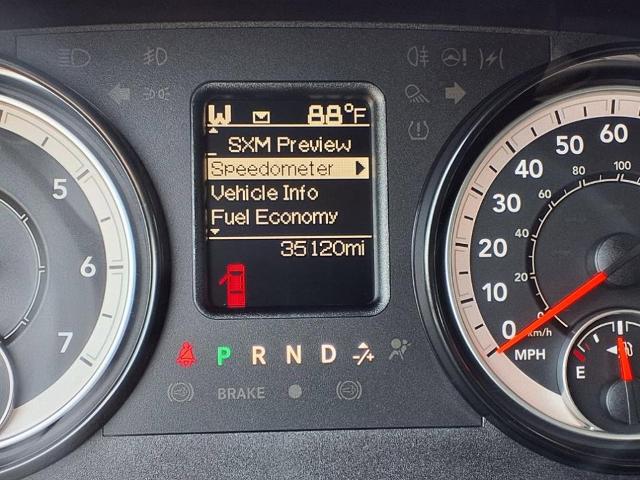 W 88°F
SXM Preview
Speedometer
Vehicle Info
Fuel Economy
35120mi
P R N D -/+
BRAKE
5
6
7
60
50
40
30
20
10
0
100
80
60
40
20
0
km/h
MPH
E